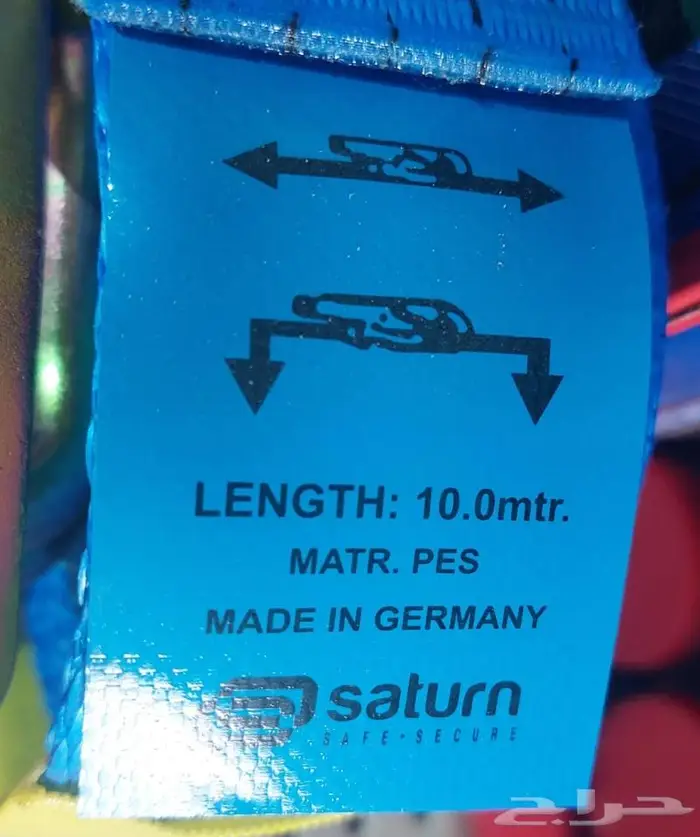 LENGTH: 10.0mtr.
MATR. PES
MADE IN GERMANY
saturn
SAFE·SECURE
حراج